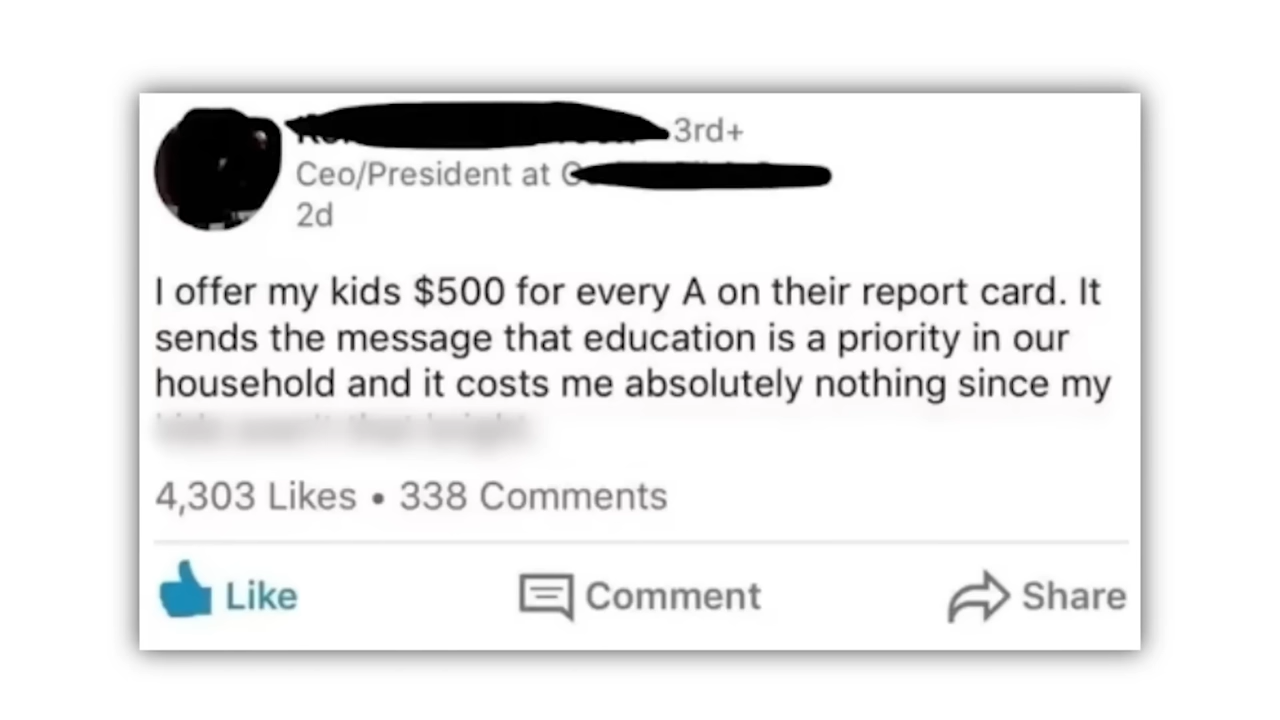 3rd+
Ceo/President at
2d
I offer my kids $500 for every A on their report card. It
sends the message that education is a priority in our
household and it costs me absolutely nothing since my
4,303 Likes • 338 Comments
Like
Comment
Share